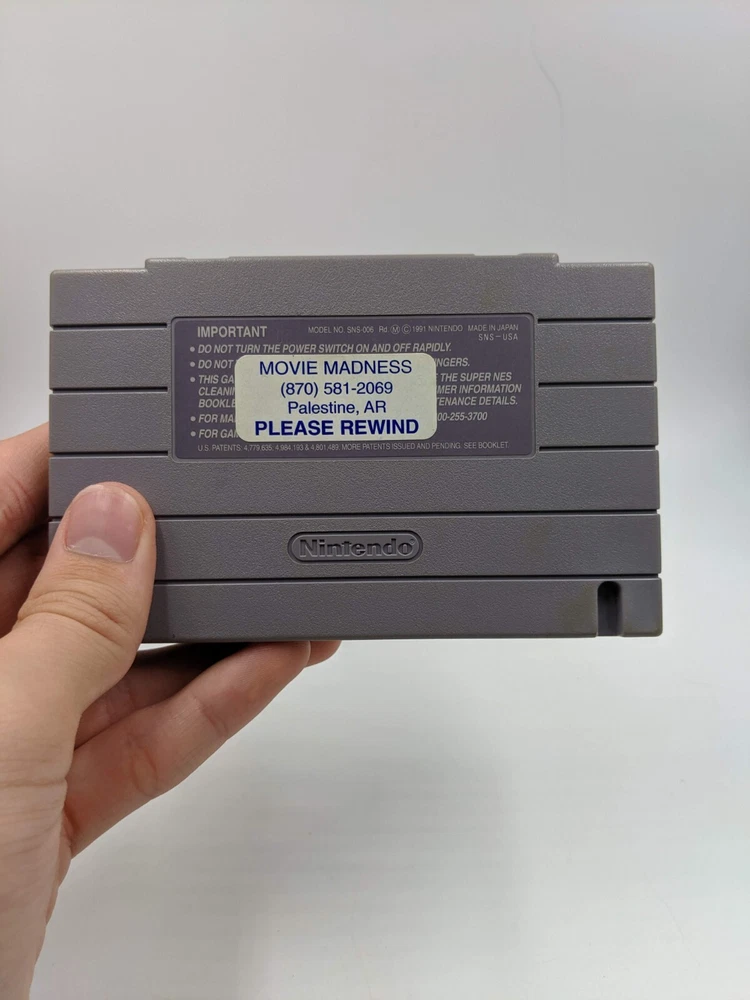 IMPORTANT MODEL NO. SNS-006 Rd. Ⓜ Ⓒ 1991 NINTENDO MADE IN JAPAN
SNS-USA
• DO NOT TURN THE POWER SWITCH ON AND OFF RAPIDLY.
• DO NOT NGERS.
• THIS GA THE SUPER NES
CLEANIN MER INFORMATION
BOOKLE TENANCE DETAILS.
• FOR MA 00-255-3700
• FOR GA
U.S. PATENTS: 4,779,635; 4,984,193 & 4,801,489. MORE PATENTS ISSUED AND PENDING. SEE BOOKLET.
MOVIE MADNESS
(870) 581-2069
Palestine, AR
PLEASE REWIND
Nintendo